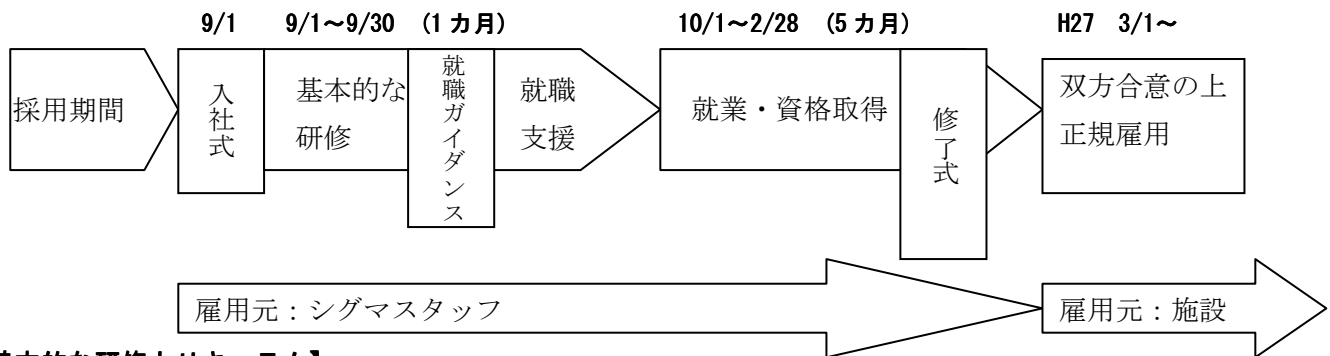 9/1 9/1～9/30 (1カ月) 10/1～2/28 (5カ月) H27 3/1～
採用期間
入社式
基本的な
研修
就職ガイダンス
就職
支援
就業・資格取得
修了式
双方合意の上
正規雇用
雇用元：シグマスタッフ
雇用元：施設